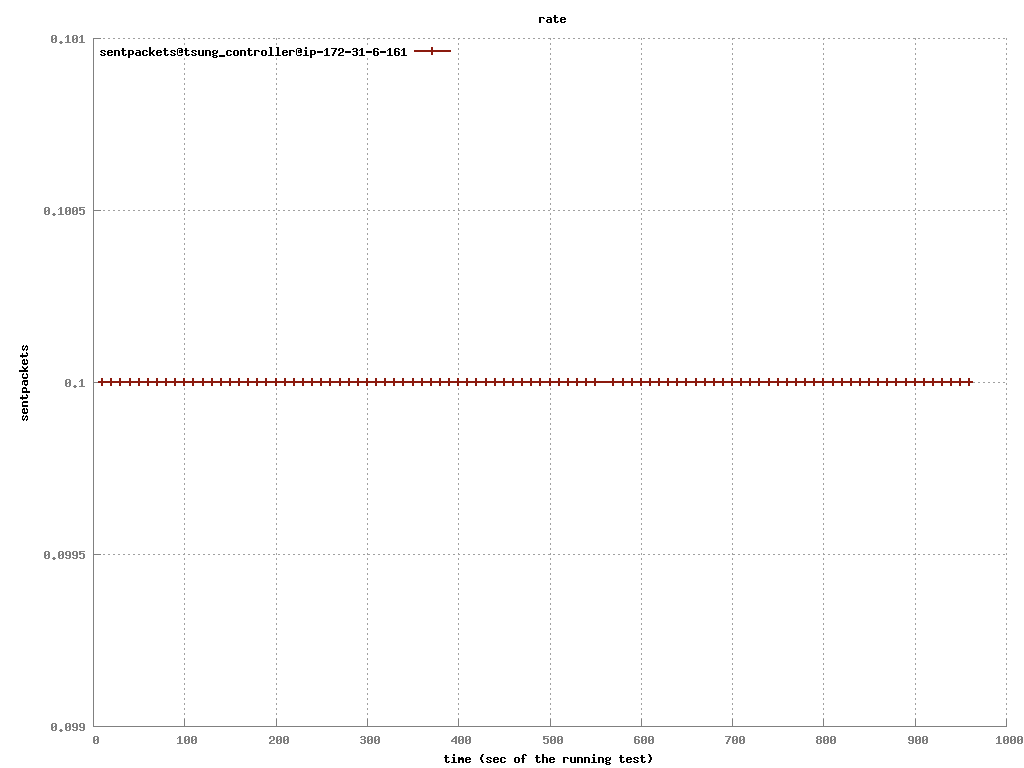 rate
0.101
sentpackets@tsung_controller@ip-172-31-6-161
0.1005
sentpackets
0.1
0.0995
0.099
0 100 200 300 400 500 600 700 800 900 1000
time (sec of the running test)